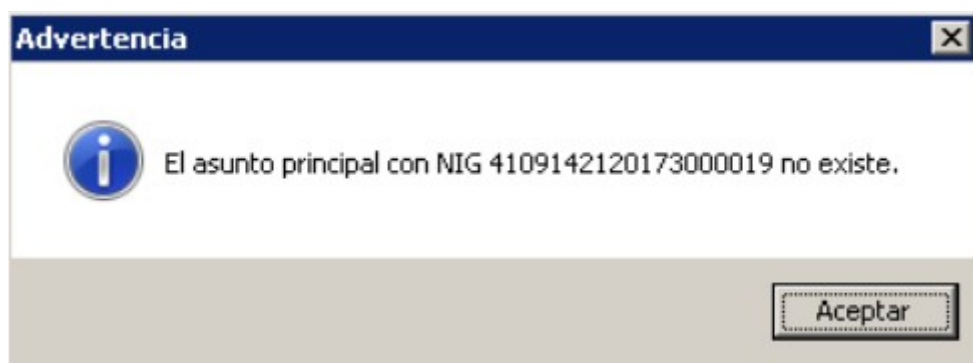 Advertencia
El asunto principal con NIG 4109142120173000019 no existe.
Aceptar